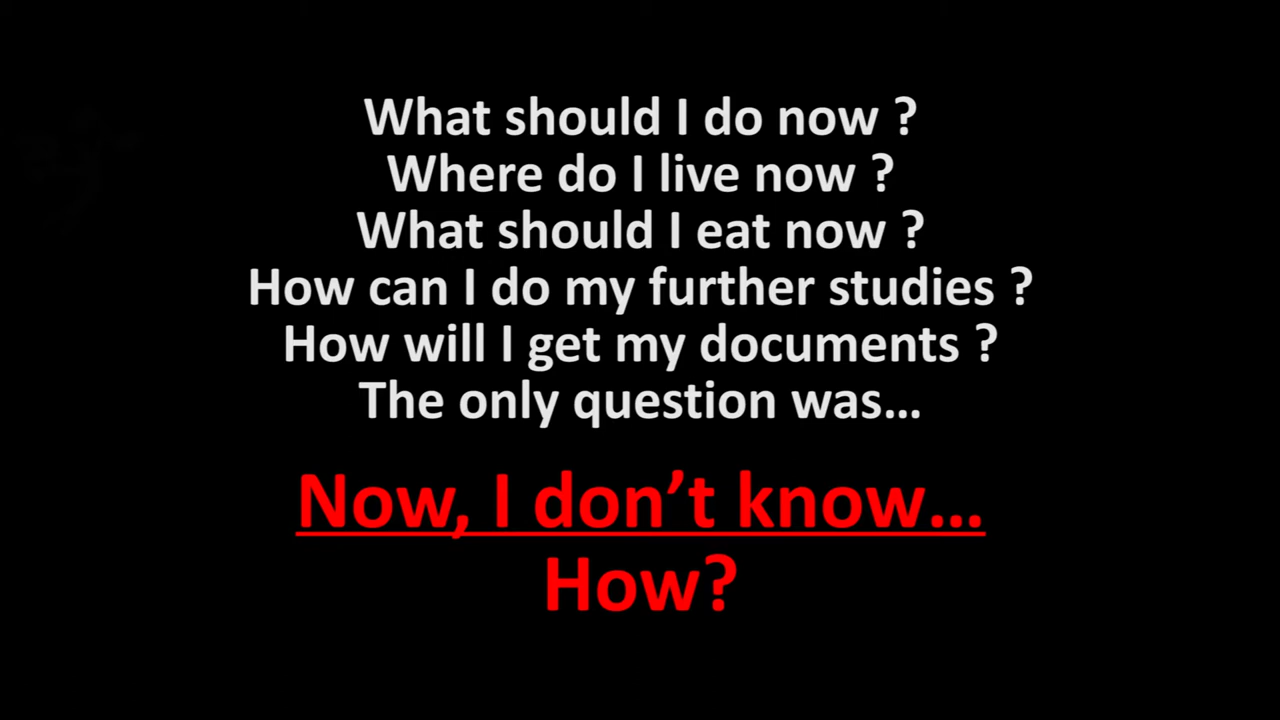 What should I do now ?
Where do I live now ?
What should I eat now ?
How can I do my further studies ?
How will I get my documents ?
The only question was…
Now, I don’t know…
How?